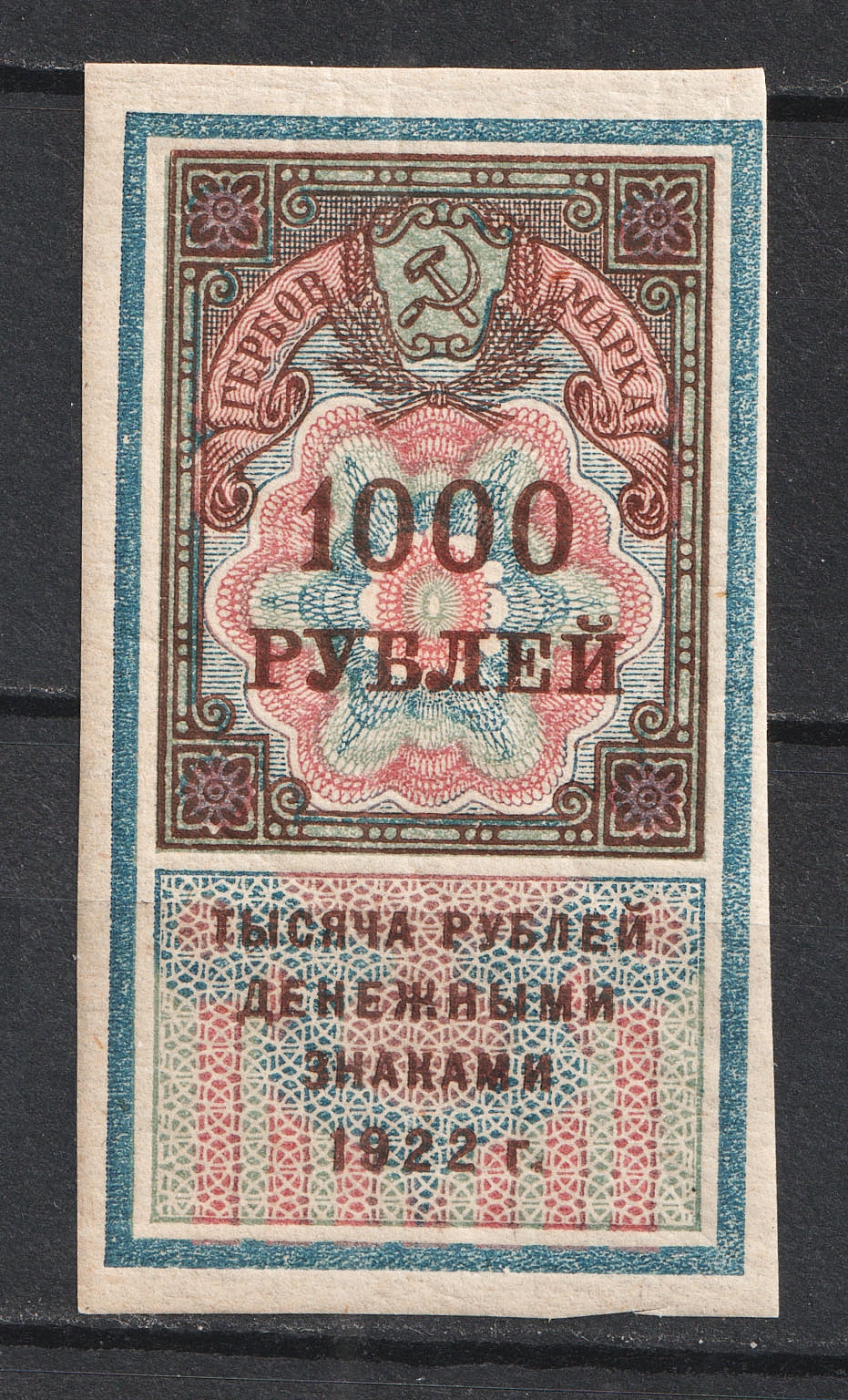 ГЕРБОВ. МАРКА
1000
РУБЛЕЙ
ТЫСЯЧА РУБЛЕЙ
ДЕНЕЖНЫМИ
ЗНАКАМИ
1922 г.